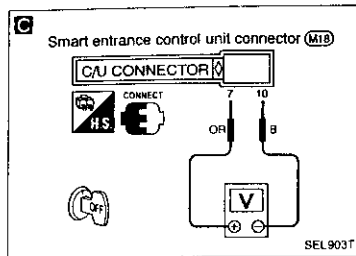 C
Smart entrance control unit connector (M18)
C/U CONNECTOR
CONNECT
H.S.
7 10
OR B
OFF
V
+ −
SEL903T